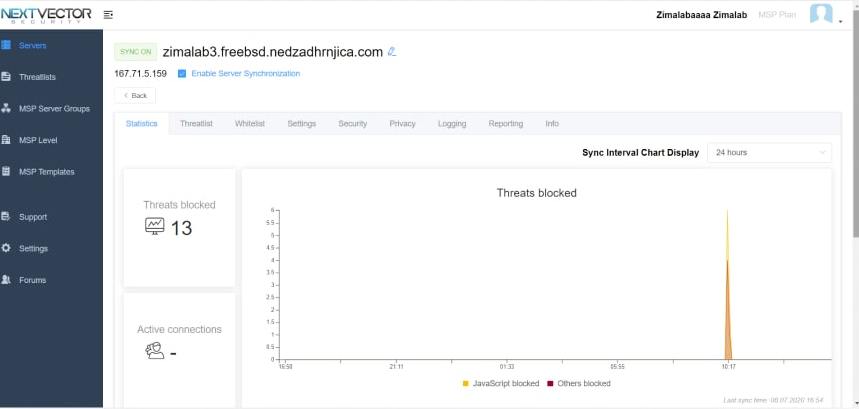 NEXTVECTOR
SECURITY
Zimalabaaaa Zimalab
MSP Plan
Servers
Threatlists
MSP Server Groups
MSP Level
MSP Templates
Support
Settings
Forums
SYNC ON
zimalab3.freebsd.nedzadhrnjica.com
167.71.5.159
Enable Server Synchronization
< Back
Statistics
Threatlist
Whitelist
Settings
Security
Privacy
Logging
Reporting
Info
Sync Interval Chart Display
24 hours
Threats blocked
13
Active connections
-
Threats blocked
6
5.5
5
4.5
4
3.5
3
2.5
2
1.5
1
0.5
0
16:50
21:11
01:33
05:55
10:17
JavaScript blocked
Others blocked
Last sync time: 08.07.2020 16:54